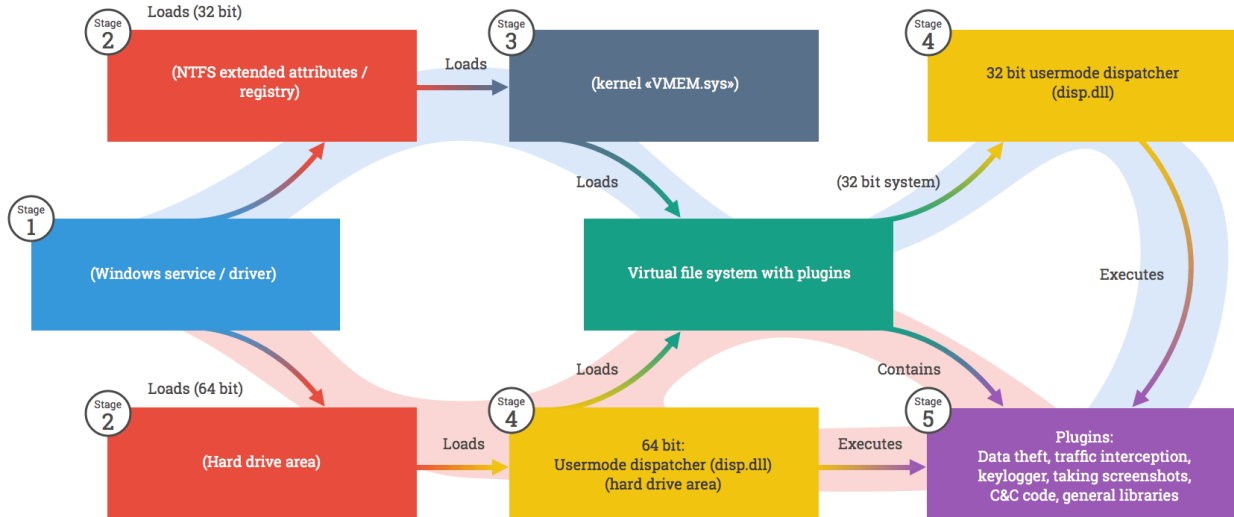 Stage
2
Loads (32 bit)
(NTFS extended attributes /
registry)
Loads
Stage
3
(kernel «VMEM.sys»)
Stage
4
32 bit usermode dispatcher
(disp.dll)
Loads
(32 bit system)
Stage
1
(Windows service / driver)
Virtual file system with plugins
Executes
Loads (64 bit)
Loads
Contains
Stage
2
(Hard drive area)
Loads
Stage
4
64 bit:
Usermode dispatcher (disp.dll)
(hard drive area)
Executes
Stage
5
Plugins:
Data theft, traffic interception,
keylogger, taking screenshots,
C&C code, general libraries